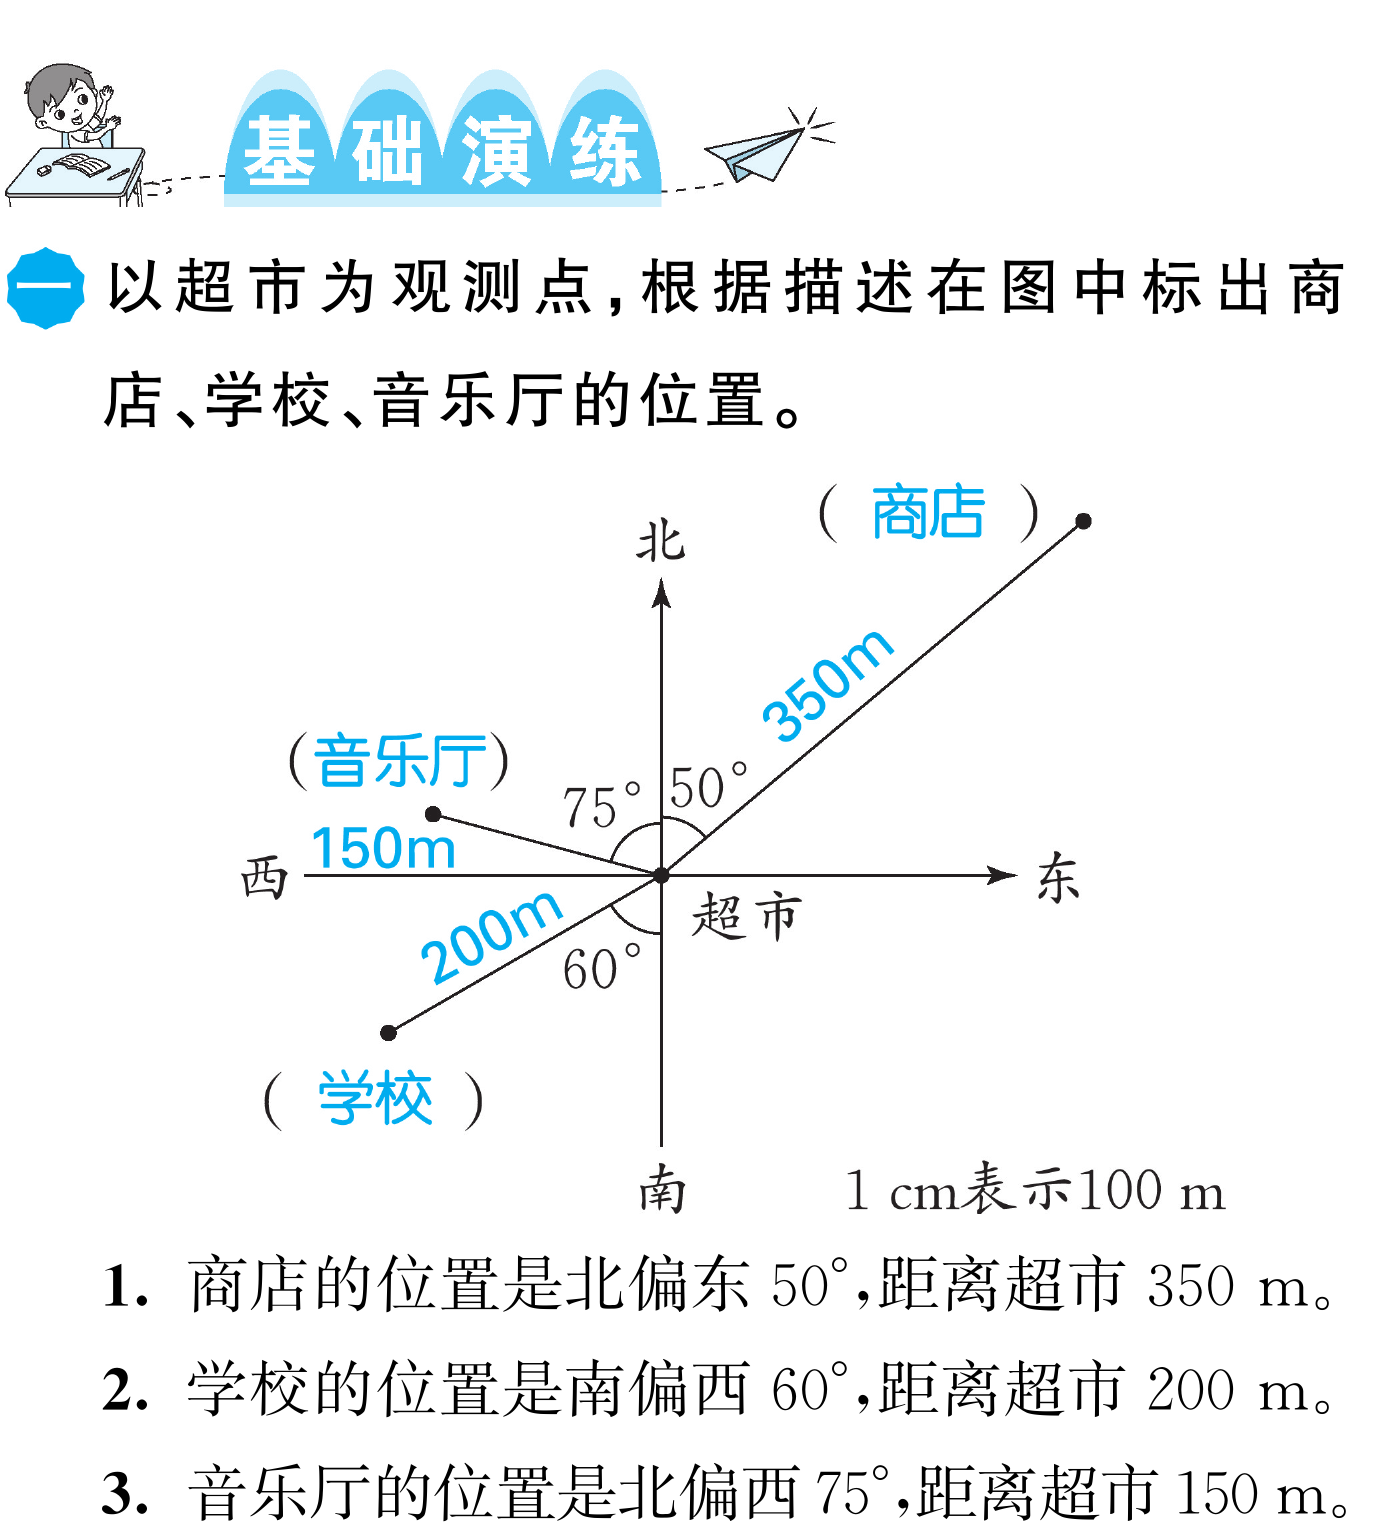 基础演练
一 以超市为观测点,根据描述在图中标出商
店、学校、音乐厅的位置。
( 商店 )
北
350m
(音乐厅)
75° 50°
150m
西
东
超市
200m
60°
( 学校 )
南
1 cm表示100 m
1. 商店的位置是北偏东 50°,距离超市 350 m。
2. 学校的位置是南偏西 60°,距离超市 200 m。
3. 音乐厅的位置是北偏西 75°,距离超市 150 m。